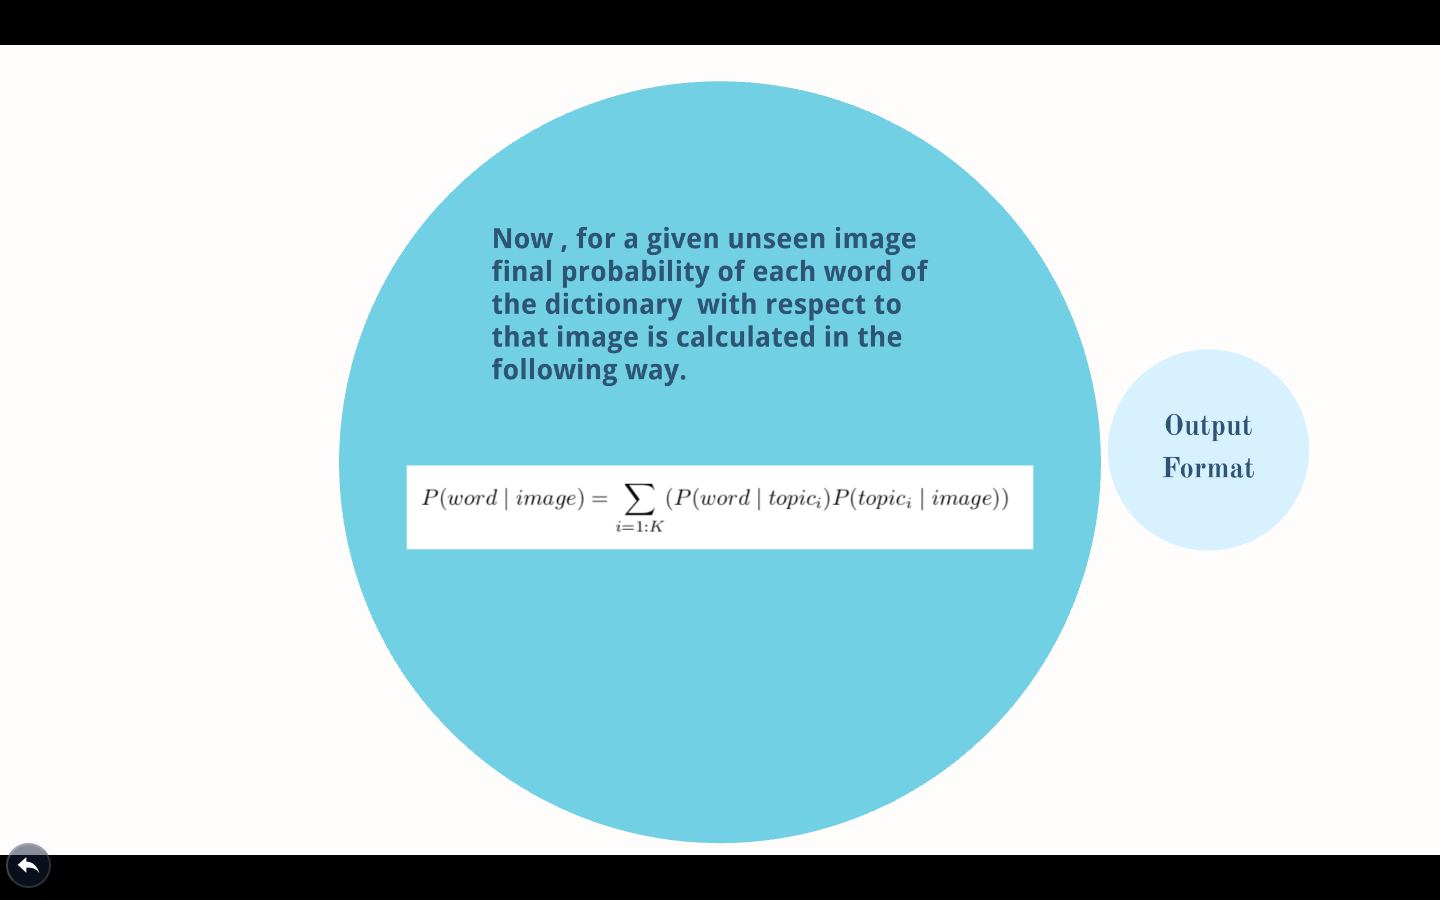 Now , for a given unseen image
final probability of each word of
the dictionary  with respect to
that image is calculated in the
following way.
P(word | image) = ∑ (P(word | topic_i)P(topic_i | image))
i=1:K
Output
Format